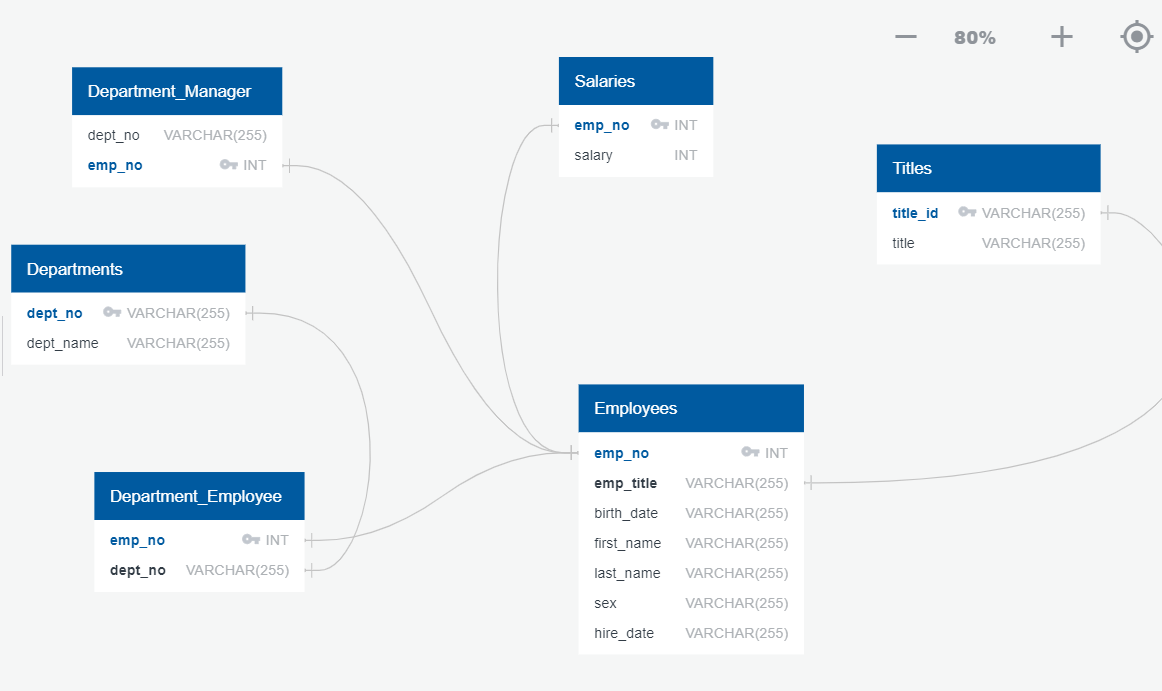 80%
Department_Manager
dept_no VARCHAR(255)
emp_no INT
Salaries
emp_no INT
salary INT
Titles
title_id VARCHAR(255)
title VARCHAR(255)
Departments
dept_no VARCHAR(255)
dept_name VARCHAR(255)
Employees
emp_no INT
emp_title VARCHAR(255)
birth_date VARCHAR(255)
first_name VARCHAR(255)
last_name VARCHAR(255)
sex VARCHAR(255)
hire_date VARCHAR(255)
Department_Employee
emp_no INT
dept_no VARCHAR(255)